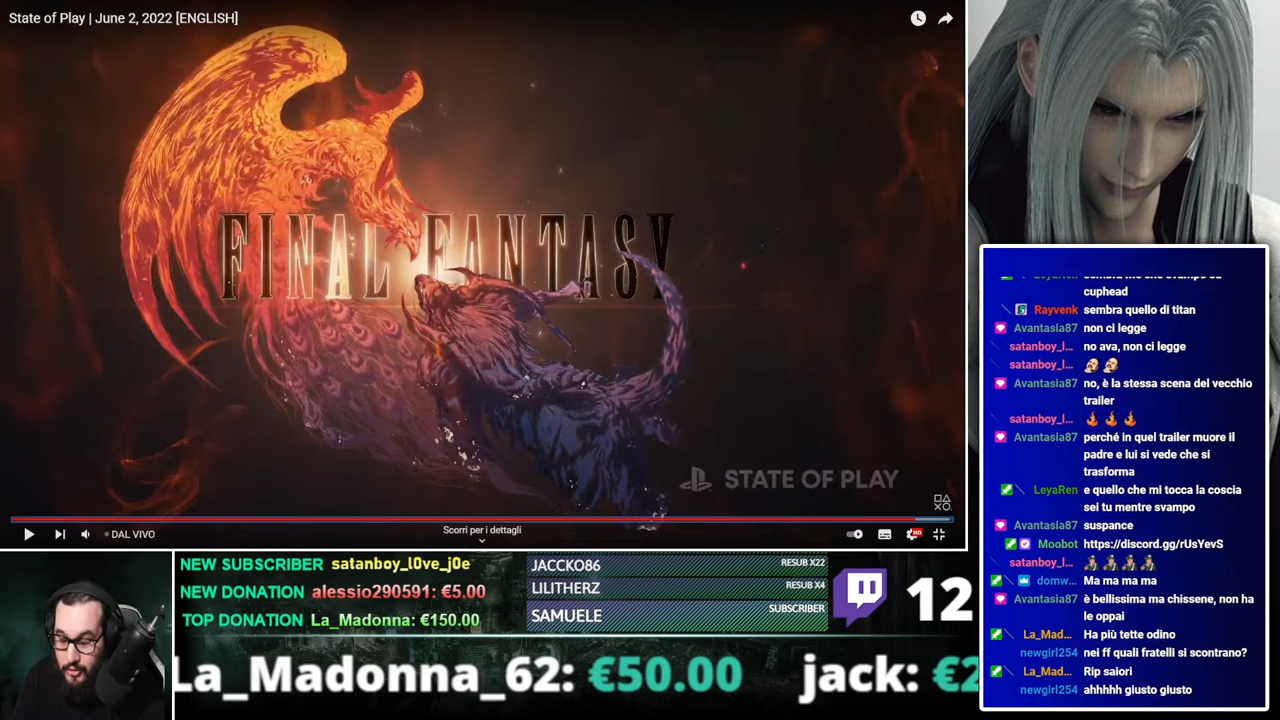 State of Play | June 2, 2022 [ENGLISH]
FINAL FANTASY
STATE OF PLAY
DAL VIVO
Scorri per i dettagli
HD
cuphead
Rayvenk sembra quello di titan
Avantasia87 non ci legge
satanboy_l... no ava, non ci legge
satanboy_l...
Avantasia87 no, è la stessa scena del vecchio
trailer
satanboy_l...
Avantasia87 perché in quel trailer muore il
padre e lui si vede che si
trasforma
LeyaRen e quello che mi tocca la coscia
sei tu mentre svampo
Avantasia87 suspance
Moobot https://discord.gg/rUsYevS
satanboy_l...
domw... Ma ma ma ma
Avantasia87 è bellissima ma chissene, non ha
le oppai
La_Mad... Ha più tette odino
newgirl254 nei ff quali fratelli si scontrano?
La_Mad... Rip saiori
newgirl254 ahhhhh giusto giusto
NEW SUBSCRIBER satanboy_l0ve_j0e
NEW DONATION alessio290591: €5.00
TOP DONATION La_Madonna: €150.00
JACCKO86 RESUB X22
LILITHERZ RESUB X4
SAMUELE SUBSCRIBER
12
La_Madonna_62: €50.00 jack: €2